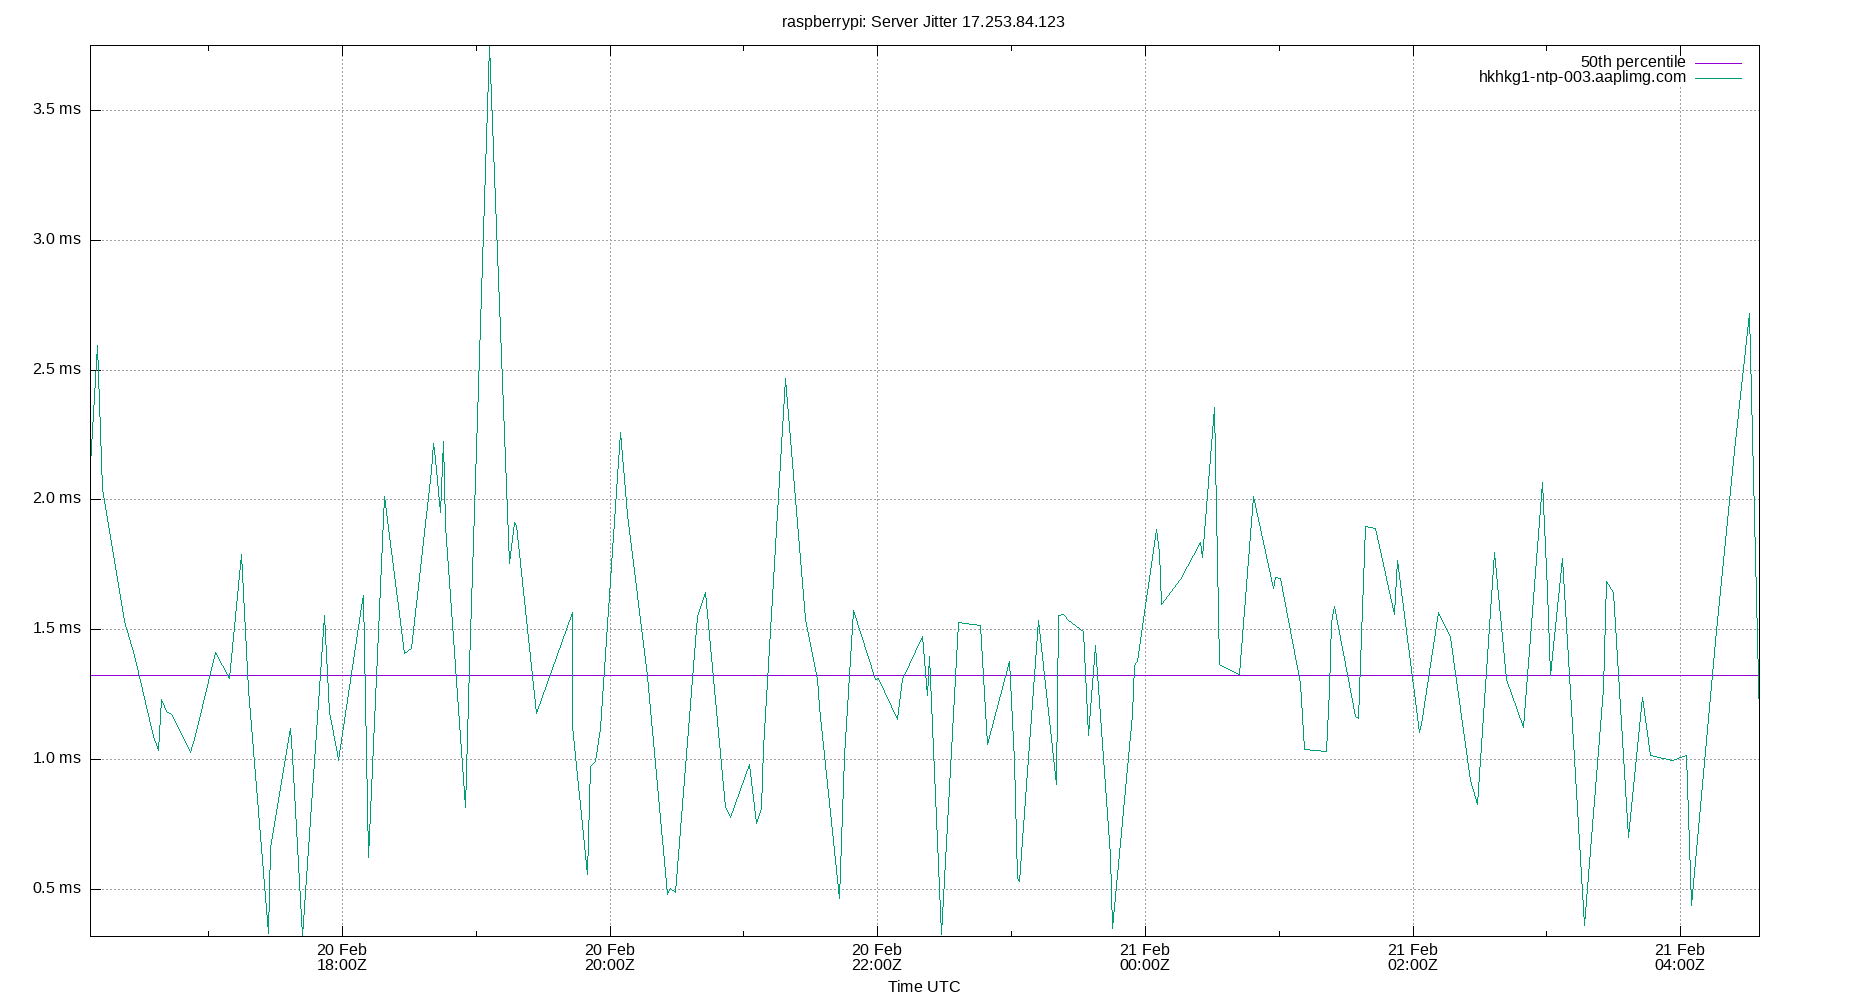 raspberrypi: Server Jitter 17.253.84.123
50th percentile
hkhkg1-ntp-003.aaplimg.com
3.5 ms
3.0 ms
2.5 ms
2.0 ms
1.5 ms
1.0 ms
0.5 ms
20 Feb
18:00Z
20 Feb
20:00Z
20 Feb
22:00Z
21 Feb
00:00Z
21 Feb
02:00Z
21 Feb
04:00Z
Time UTC